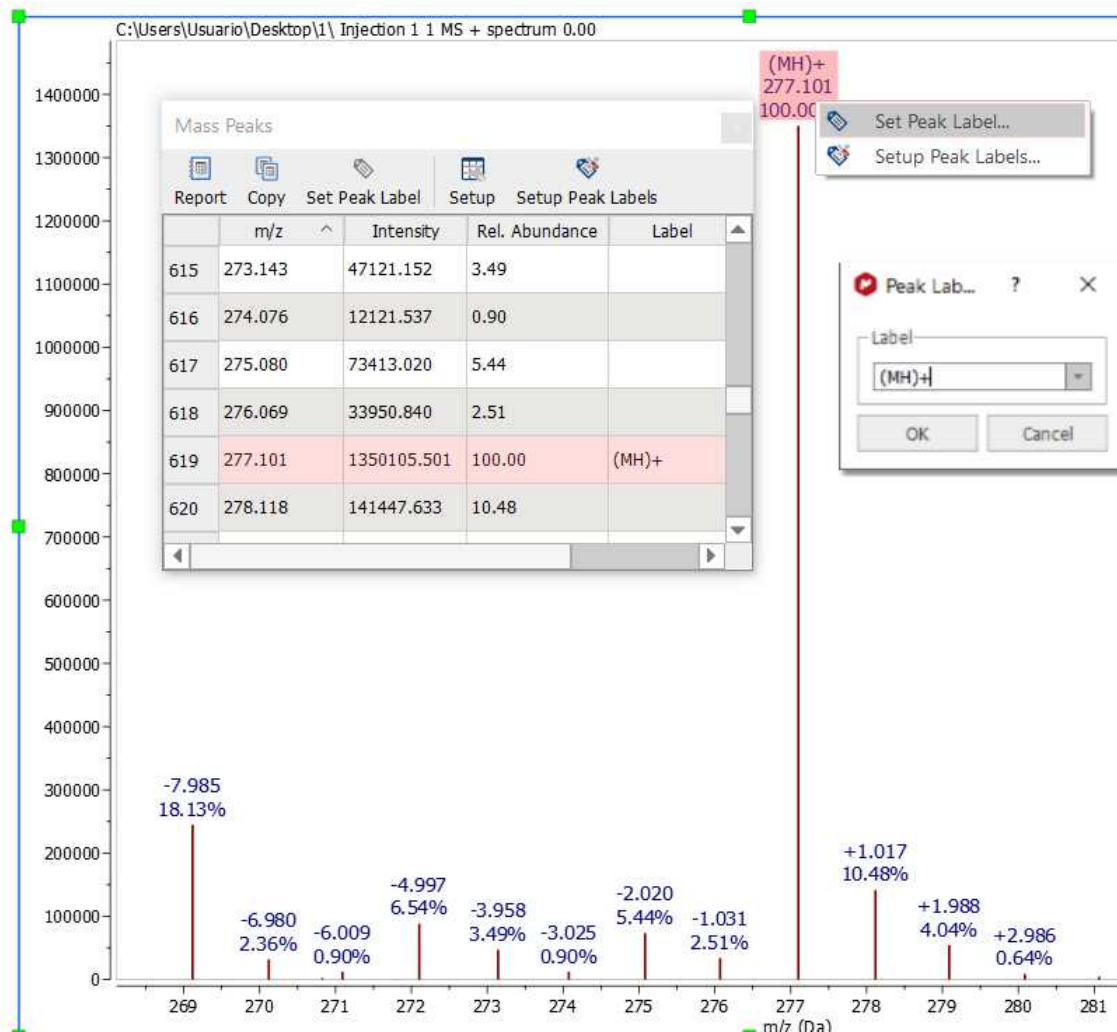 C:\Users\Usuario\Desktop\1\ Injection 1 1 MS + spectrum 0.00
(MH)+
277.101
Set Peak Label...
Setup Peak Labels...
Mass Peaks
Report Copy Set Peak Label Setup Setup Peak Labels
m/z Intensity Rel. Abundance Label
615 273.143 47121.152 3.49
616 274.076 12121.537 0.90
617 275.080 73413.020 5.44
618 276.069 33950.840 2.51
619 277.101 1350105.501 100.00 (MH)+
620 278.118 141447.633 10.48
Peak Lab... ?
Label
(MH)+
OK Cancel
1400000
1300000
1200000
1100000
1000000
900000
800000
700000
600000
500000
400000
300000
200000
100000
0
-7.985
18.13%
-6.980
2.36%
-6.009
0.90%
-4.997
6.54%
-3.958
3.49%
-3.025
0.90%
-2.020
5.44%
-1.031
2.51%
+1.017
10.48%
+1.988
4.04%
+2.986
0.64%
269 270 271 272 273 274 275 276 277 278 279 280 281
m/z (Da)